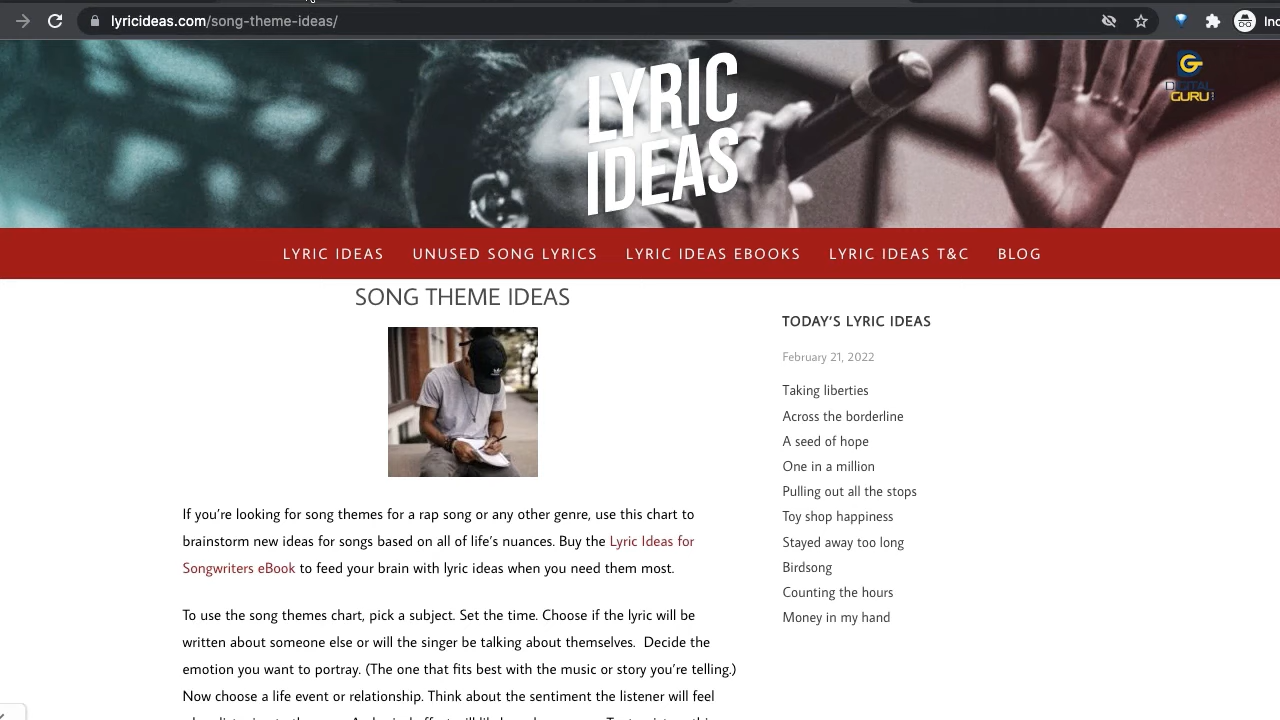 lyricideas.com/song-theme-ideas/
LYRIC
IDEAS
DIGITAL
GURU
LYRIC IDEAS
UNUSED SONG LYRICS
LYRIC IDEAS EBOOKS
LYRIC IDEAS T&C
BLOG
SONG THEME IDEAS
If you’re looking for song themes for a rap song or any other genre, use this chart to
brainstorm new ideas for songs based on all of life’s nuances. Buy the Lyric Ideas for
Songwriters eBook to feed your brain with lyric ideas when you need them most.
To use the song themes chart, pick a subject. Set the time. Choose if the lyric will be
written about someone else or will the singer be talking about themselves.  Decide the
emotion you want to portray. (The one that fits best with the music or story you’re telling.)
Now choose a life event or relationship. Think about the sentiment the listener will feel
TODAY’S LYRIC IDEAS
February 21, 2022
Taking liberties
Across the borderline
A seed of hope
One in a million
Pulling out all the stops
Toy shop happiness
Stayed away too long
Birdsong
Counting the hours
Money in my hand